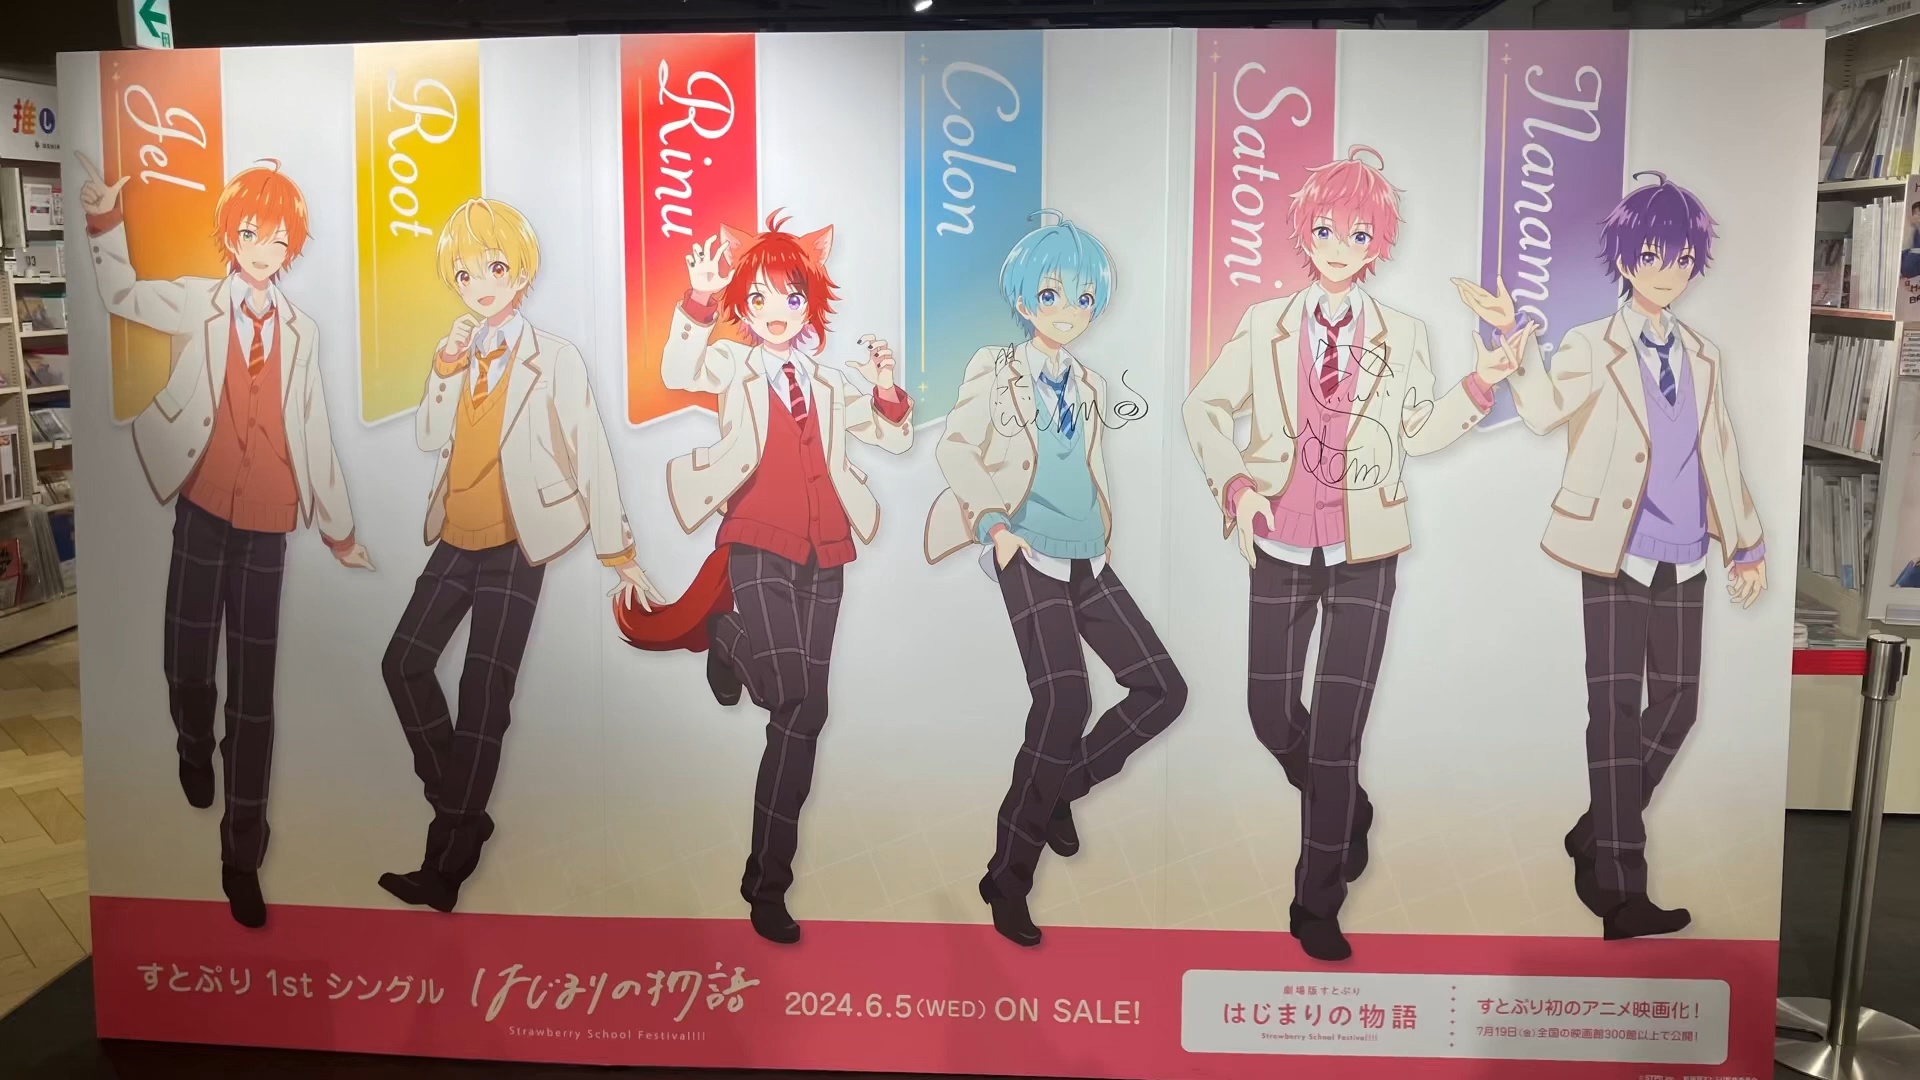 推し
Jel
Root
Rinu
Colon
Satomi
Nanamo
すとぷり 1st シングル はじまりの物語 2024.6.5(WED) ON SALE!
Strawberry School Festival!!!
劇場版すとぷり
はじまりの物語
Strawberry School Festival!!!
すとぷり初のアニメ映画化!
7月19日(金)全国の映画館300館以上で公開!